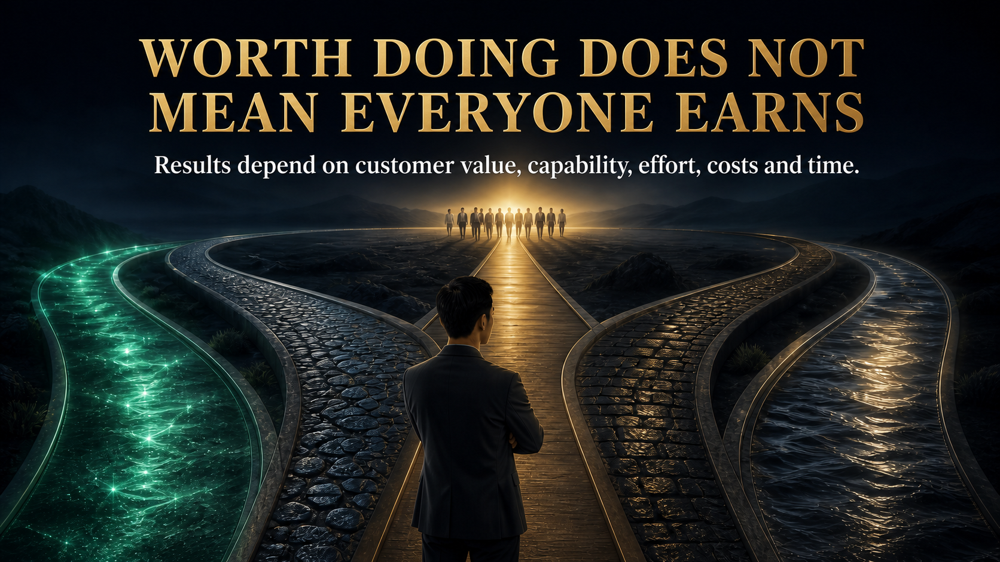 WORTH DOING DOES NOT
MEAN EVERYONE EARNS
Results depend on customer value, capability, effort, costs and time.